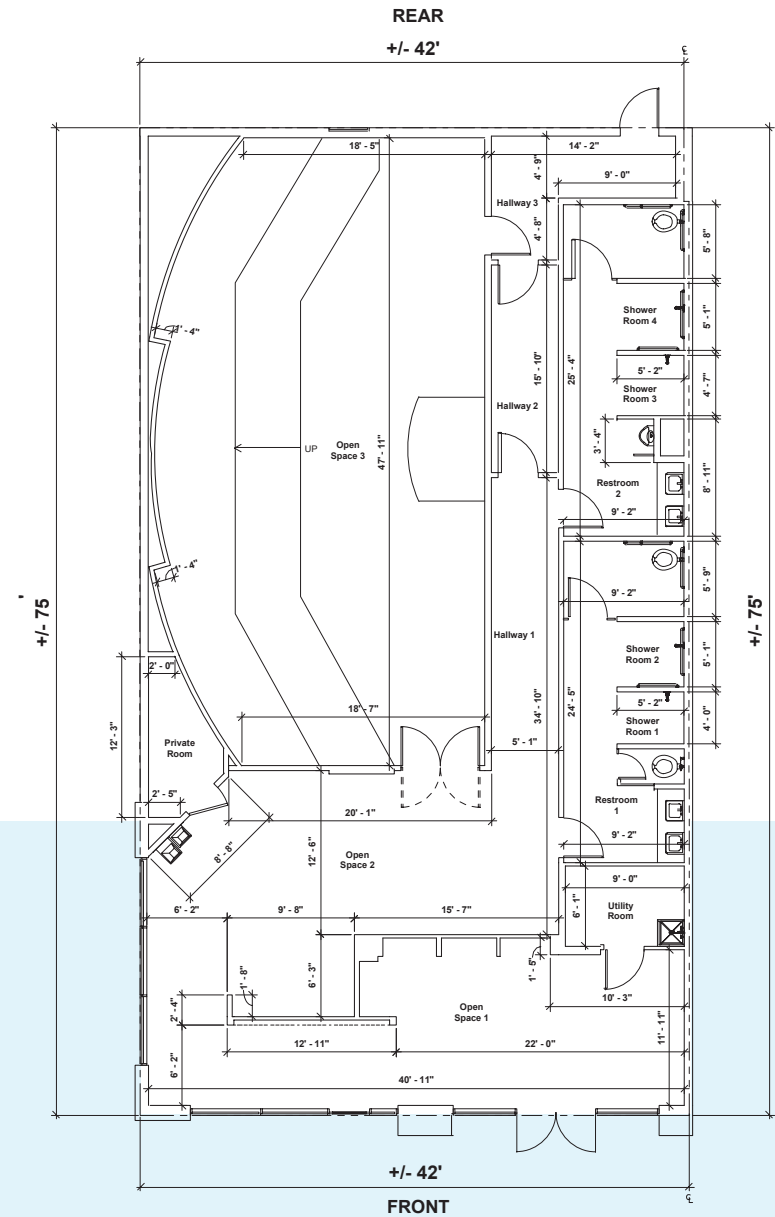 REAR
+/- 42'
℄
18' - 5"
14' - 2"
4' - 9"
9' - 0"
Hallway 3
4' - 8"
5' - 8"
1' - 4"
Shower
Room 4
5' - 1"
15' - 10"
25' - 4"
5' - 2"
Shower
Room 3
4' - 7"
Hallway 2
3' - 4"
UP
Open
Space 3
47' - 11"
Restroom
2
8' - 11"
9' - 2"
1' - 4"
5' - 9"
9' - 2"
'
+/- 75
+/- 75'
Hallway 1
Shower
Room 2
5' - 1"
2' - 0"
34' - 10"
24' - 5"
5' - 2"
Shower
Room 1
4' - 0"
18' - 7"
12' - 3"
Private
Room
5' - 1"
2' - 5"
20' - 1"
Restroom
1
9' - 2"
8' - 8"
12' - 6"
Open
Space 2
9' - 0"
6' - 1"
Utility
Room
6' - 2"
9' - 8"
15' - 7"
1' - 5"
6' - 3"
1' - 8"
2' - 4"
10' - 3"
Open
Space 1
11' - 11"
12' - 11"
22' - 0"
6' - 2"
40' - 11"
+/- 42'
℄
FRONT